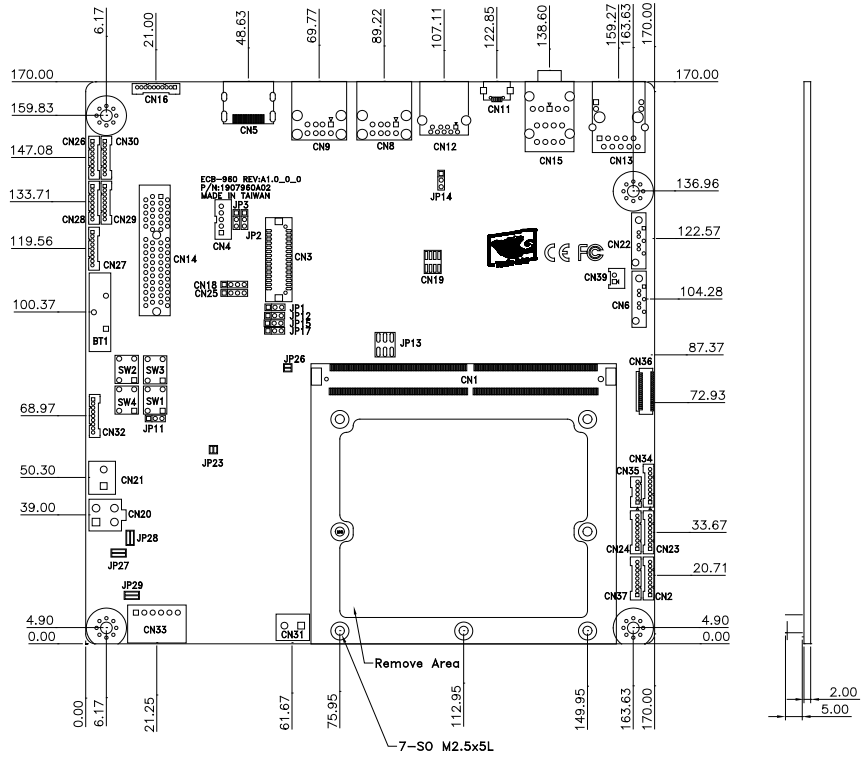 6.17
21.00
48.63
69.77
89.22
107.11
122.85
138.60
159.27
163.63
170.00
170.00
170.00
159.83
147.08
133.71
119.56
100.37
68.97
50.30
39.00
4.90
0.00
136.96
122.57
104.28
87.37
72.93
33.67
20.71
4.90
0.00
CN16
CN5
CN9
CN8
CN12
CN11
CN15
CN13
CN26
CN30
CN28
CN29
CN27
CN14
ECB-960 REV:A1.0_0_0
P/N:1907960A02
MADE IN TAIWAN
JP3
JP2
CN4
CN3
JP14
CN19
CE FC
CN22
CN39
CN6
CN18
CN25
JP1
JP12
JP15
JP17
BT1
JP13
JP26
CN1
CN36
SW2
SW3
SW4
SW1
JP11
CN32
JP23
CN21
CN20
JP28
JP27
JP29
CN33
CN31
CN34
CN35
CN24
CN23
CN37
CN2
Remove Area
7-SO M2.5x5L
0.00
6.17
21.25
61.67
75.95
112.95
149.95
163.63
170.00
2.00
5.00